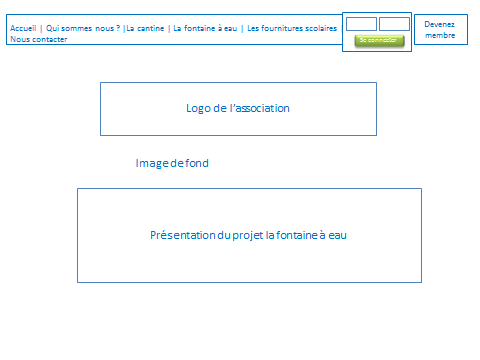 Accueil | Qui sommes nous ? |La cantine | La fontaine à eau | Les fournitures scolaires
Nous contacter
Se connecter
Devenez
membre
Logo de l'association
Image de fond
Présentation du projet la fontaine à eau